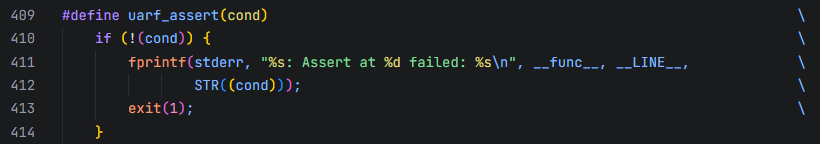 409 #define uarf_assert(cond) \
410 if (!(cond)) { \
411 fprintf(stderr, "%s: Assert at %d failed: %s\n", __func__, __LINE__, \
412 STR((cond))); \
413 exit(1); \
414 }